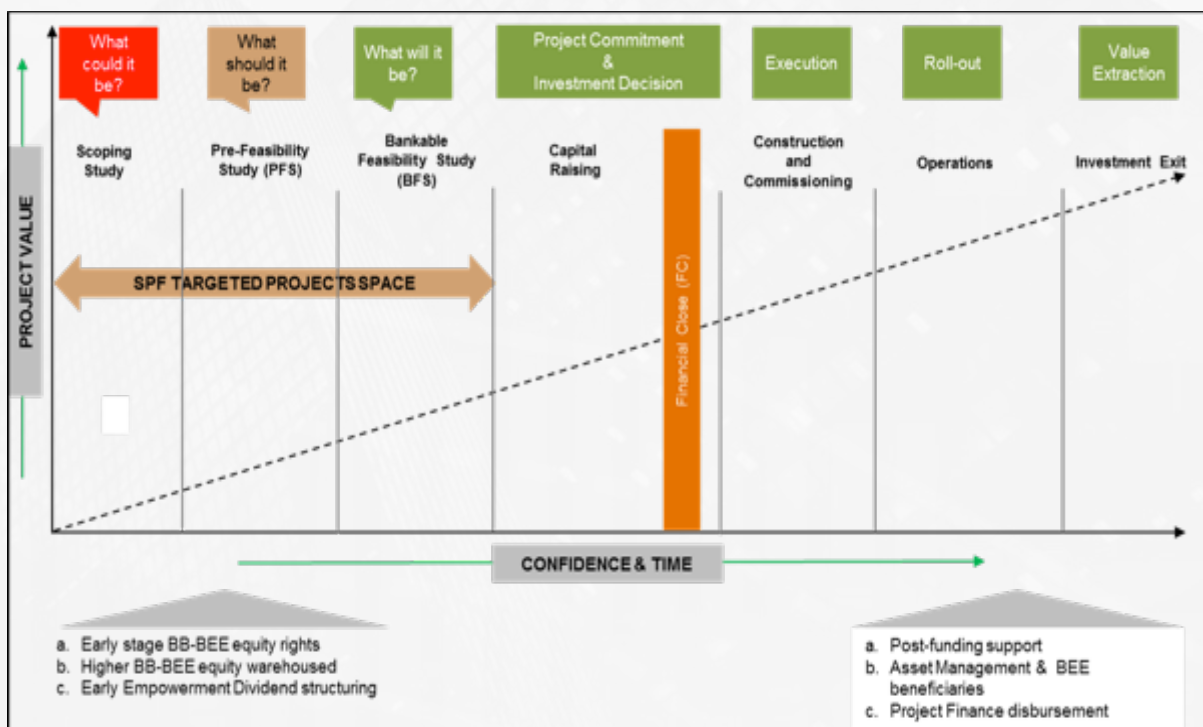 What
could it
be?
What
should it
be?
What will it
be?
Project Commitment
&
Investment Decision
Execution
Roll-out
Value
Extraction
Scoping
Study
Pre-Feasibility
Study (PFS)
Bankable
Feasibility Study
(BFS)
Capital
Raising
Construction
and
Commissioning
Operations
Investment Exit
PROJECT VALUE
SPF TARGETED PROJECTS SPACE
Financial Close (FC)
CONFIDENCE & TIME
a. Early stage BB-BEE equity rights
b. Higher BB-BEE equity warehoused
c. Early Empowerment Dividend structuring
a. Post-funding support
b. Asset Management & BEE
beneficiaries
c. Project Finance disbursement